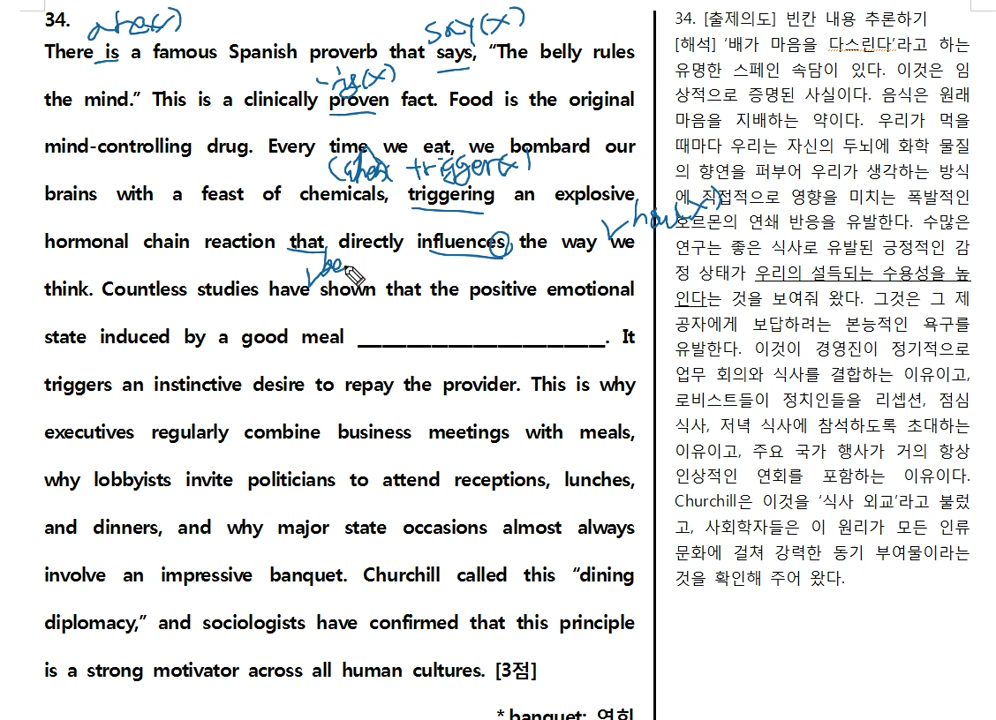 34.
are(x)
say(x)
There is a famous Spanish proverb that says, “The belly rules
-ing(x)
the mind.” This is a clinically proven fact. Food is the original
mind-controlling drug. Every time we eat, we bombard our
trigger(x)
brains with a feast of chemicals, triggering an explosive
how(x)
hormonal chain reaction that directly influences the way we
been
think. Countless studies have shown that the positive emotional
state induced by a good meal ____________________. It
triggers an instinctive desire to repay the provider. This is why
executives regularly combine business meetings with meals,
why lobbyists invite politicians to attend receptions, lunches,
and dinners, and why major state occasions almost always
involve an impressive banquet. Churchill called this “dining
diplomacy,” and sociologists have confirmed that this principle
is a strong motivator across all human cultures. [3점]
* banquet: 연회
34. [출제의도] 빈칸 내용 추론하기
[해석] ‘배가 마음을 다스린다’라고 하는
유명한 스페인 속담이 있다. 이것은 임
상적으로 증명된 사실이다. 음식은 원래
마음을 지배하는 약이다. 우리가 먹을
때마다 우리는 자신의 두뇌에 화학 물질
의 향연을 퍼부어 우리가 생각하는 방식
에 직접적으로 영향을 미치는 폭발적인
호르몬의 연쇄 반응을 유발한다. 수많은
연구는 좋은 식사로 유발된 긍정적인 감
정 상태가 우리의 설득되는 수용성을 높
인다는 것을 보여줘 왔다. 그것은 그 제
공자에게 보답하려는 본능적인 욕구를
유발한다. 이것이 경영진이 정기적으로
업무 회의와 식사를 결합하는 이유이고,
로비스트들이 정치인들을 리셉션, 점심
식사, 저녁 식사에 참석하도록 초대하는
이유이고, 주요 국가 행사가 거의 항상
인상적인 연회를 포함하는 이유이다.
Churchill은 이것을 ‘식사 외교’라고 불렀
고, 사회학자들은 이 원리가 모든 인류
문화에 걸쳐 강력한 동기 부여물이라는
것을 확인해 주어 왔다.